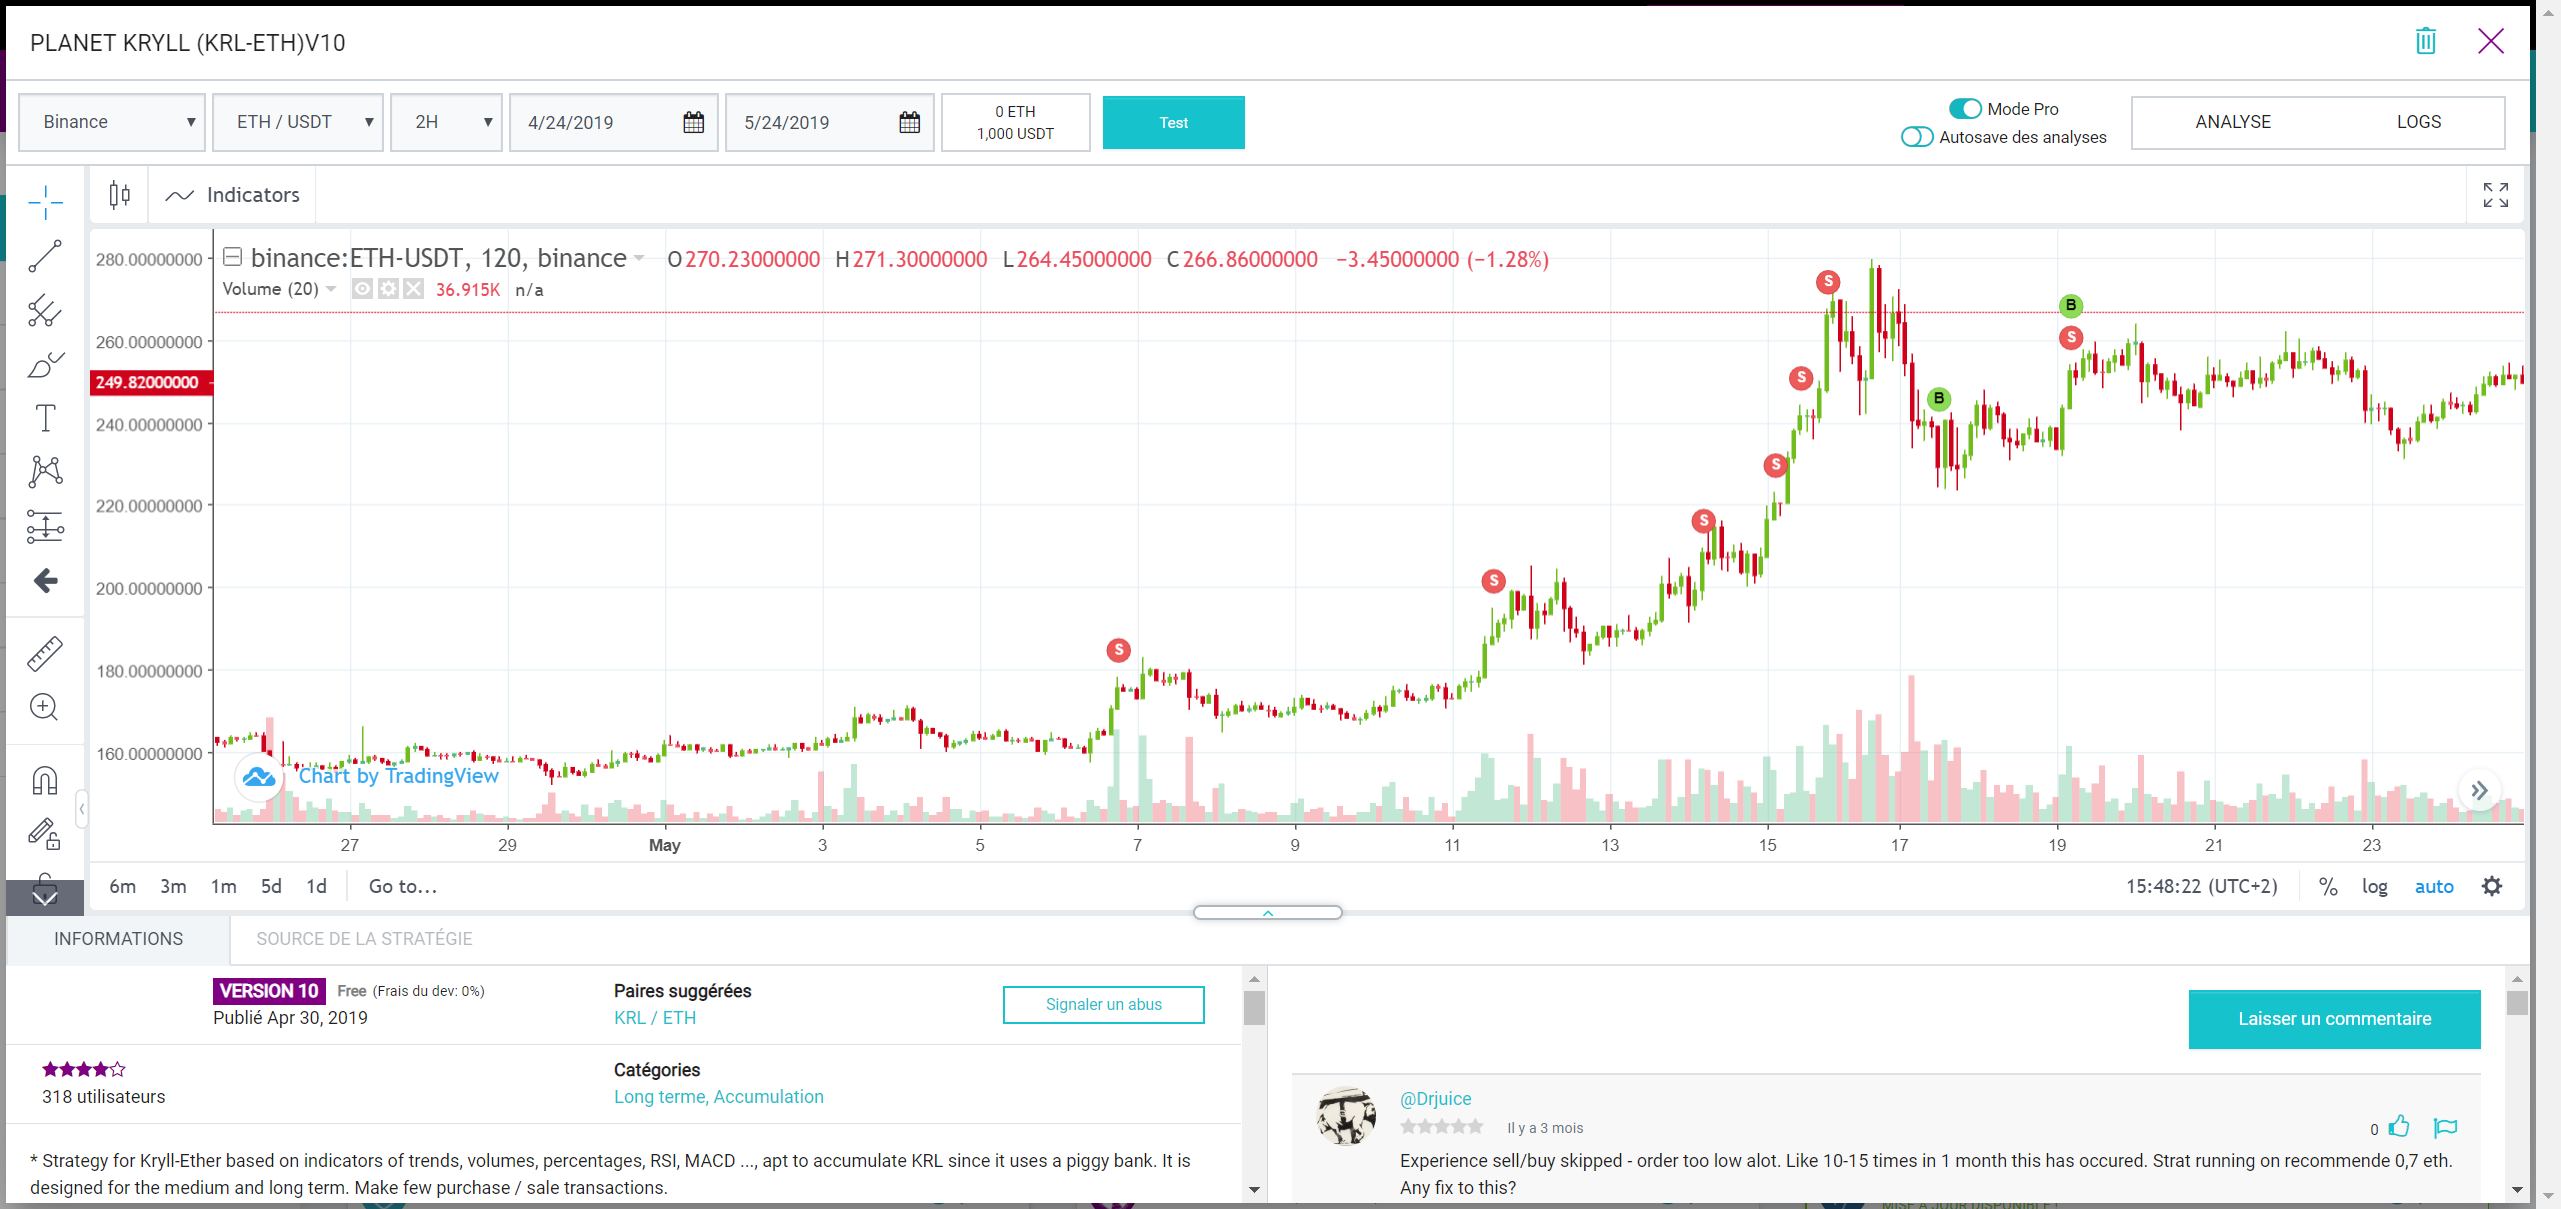 PLANET KRYLL (KRL-ETH)V10
Binance
ETH / USDT
2H
4/24/2019
5/24/2019
0 ETH
1,000 USDT
Test
Mode Pro
Autosave des analyses
ANALYSE
LOGS
Indicators
binance:ETH-USDT, 120, binance O270.23000000 H271.30000000 L264.45000000 C266.86000000 −3.45000000 (−1.28%)
Volume (20) 36.915K n/a
280.00000000
260.00000000
249.82000000
240.00000000
220.00000000
200.00000000
180.00000000
160.00000000
S
S
S
S
S
S
B
B
S
Chart by TradingView
27 29 May 3 5 7 9 11 13 15 17 19 21 23
6m 3m 1m 5d 1d Go to...
15:48:22 (UTC+2) % log auto
INFORMATIONS
SOURCE DE LA STRATÉGIE
VERSION 10 Free (Frais du dev: 0%)
Publié Apr 30, 2019
Paires suggérées
KRL / ETH
Signaler un abus
318 utilisateurs
Catégories
Long terme, Accumulation
* Strategy for Kryll-Ether based on indicators of trends, volumes, percentages, RSI, MACD ..., apt to accumulate KRL since it uses a piggy bank. It is
designed for the medium and long term. Make few purchase / sale transactions.
Laisser un commentaire
@Drjuice
Il y a 3 mois
0
Experience sell/buy skipped - order too low alot. Like 10-15 times in 1 month this has occured. Strat running on recommende 0,7 eth.
Any fix to this?
MISE A JOUR DISPONIBLE !